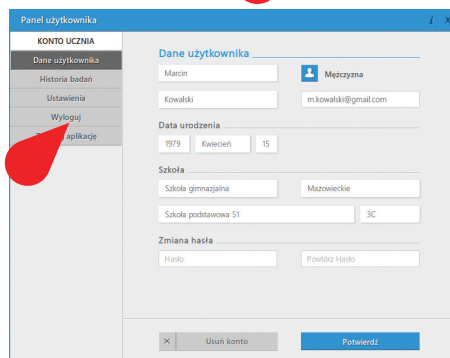 Panel użytkownika i x
KONTO UCZNIA
Dane użytkownika
Historia badań
Ustawienia
Wyloguj
aplikację
Dane użytkownika
Marcin Mężczyzna
Kowalski m.kowalski@gmail.com
Data urodzenia
1979 Kwiecień 15
Szkoła
Szkoła gimnazjalna Mazowieckie
Szkoła podstawowa 51 3C
Zmiana hasła
Hasło Powtórz Hasło
× Usuń konto Potwierdź